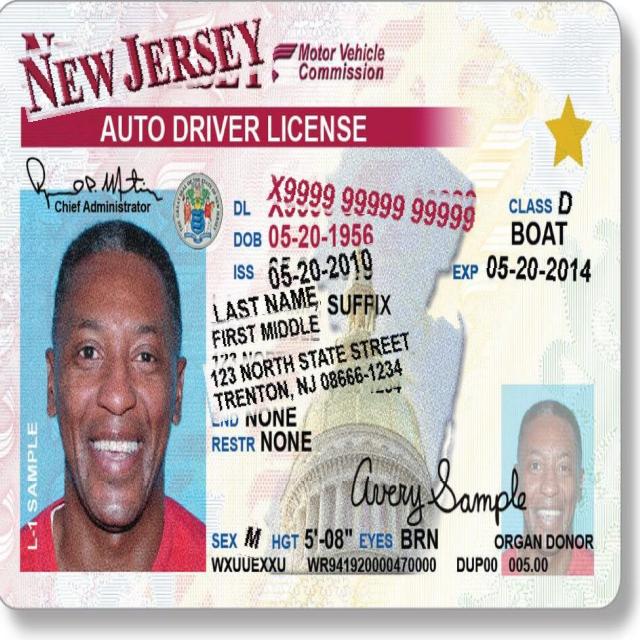 NEW JERSEY
Motor Vehicle
Commission
AUTO DRIVER LICENSE
Chief Administrator
DL X9999 99999 99999
CLASS D
DOB 05-20-1956
BOAT
ISS 05-20-2019
EXP 05-20-2014
LAST NAME, SUFFIX
FIRST MIDDLE
123 NORTH STATE STREET
TRENTON, NJ 08666-1234
END NONE
RESTR NONE
L-1 SAMPLE
Avery Sample
SEX M HGT 5'-08" EYES BRN
ORGAN DONOR
WXUUEXXU WR941920000470000 DUP00 005.00